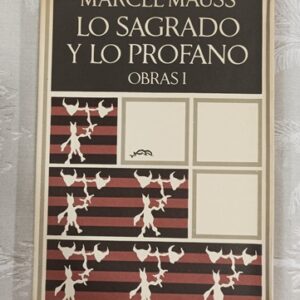 MARCEL MAUSS
LO SAGRADO
Y LO PROFANO
OBRAS I